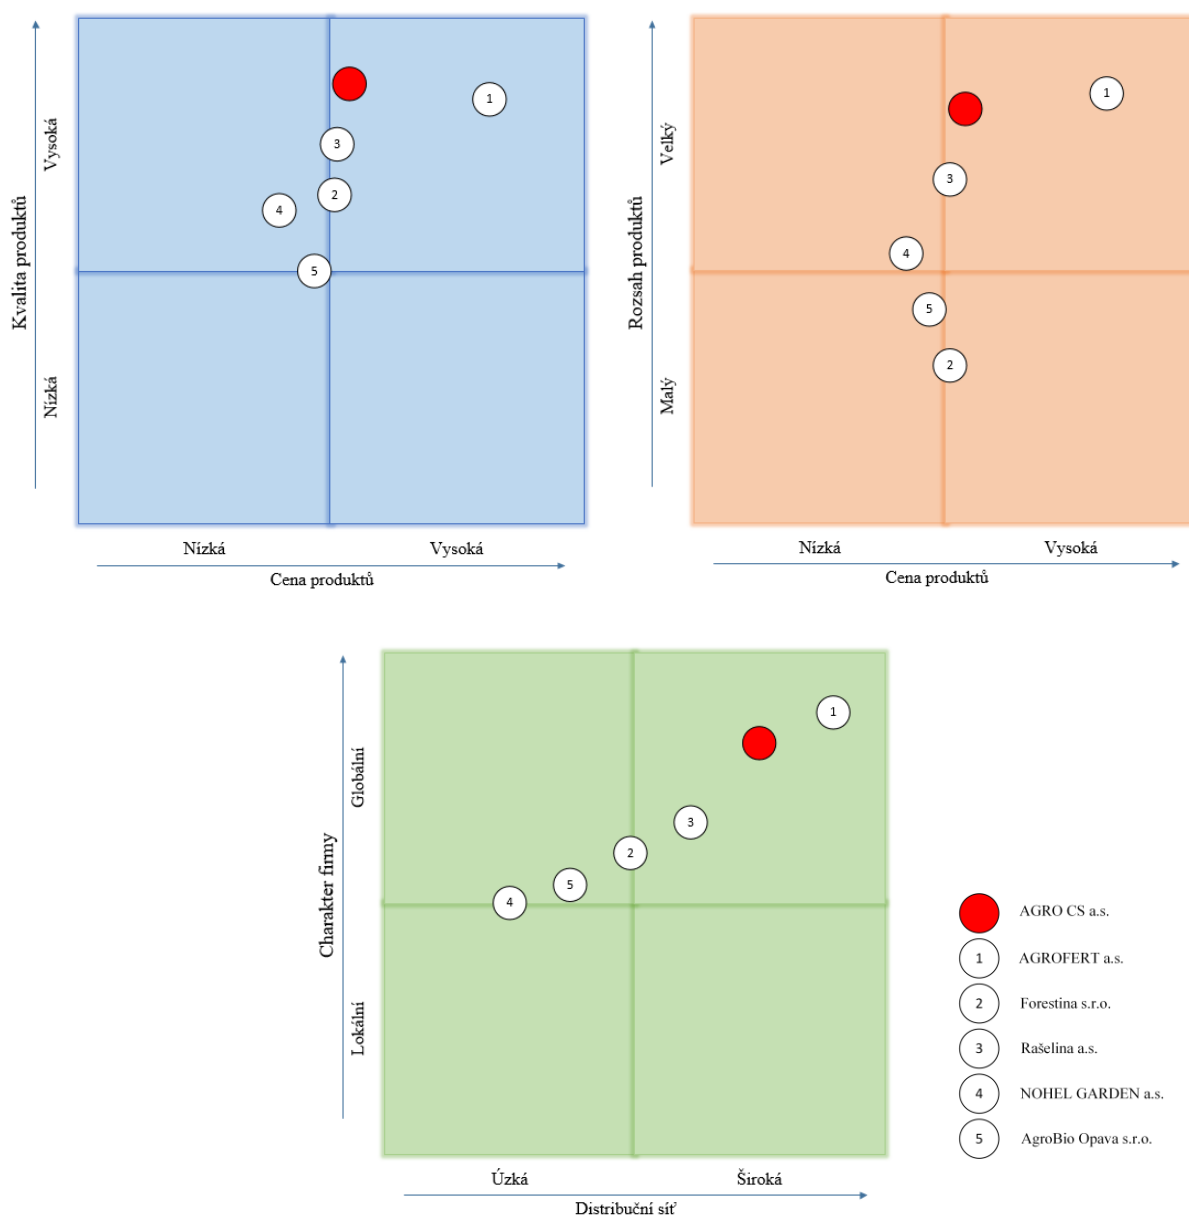 Kvalita produktů
Vysoká
Nízká
1
3
2
4
5
Nízká
Vysoká
Cena produktů
Rozsah produktů
Velký
Malý
1
3
4
5
2
Nízká
Vysoká
Cena produktů
Charakter firmy
Globální
Lokální
1
3
2
5
4
Úzká
Široká
Distribuční síť
AGRO CS a.s.
1 AGROFERT a.s.
2 Forestina s.r.o.
3 Rašelina a.s.
4 NOHEL GARDEN a.s.
5 AgroBio Opava s.r.o.